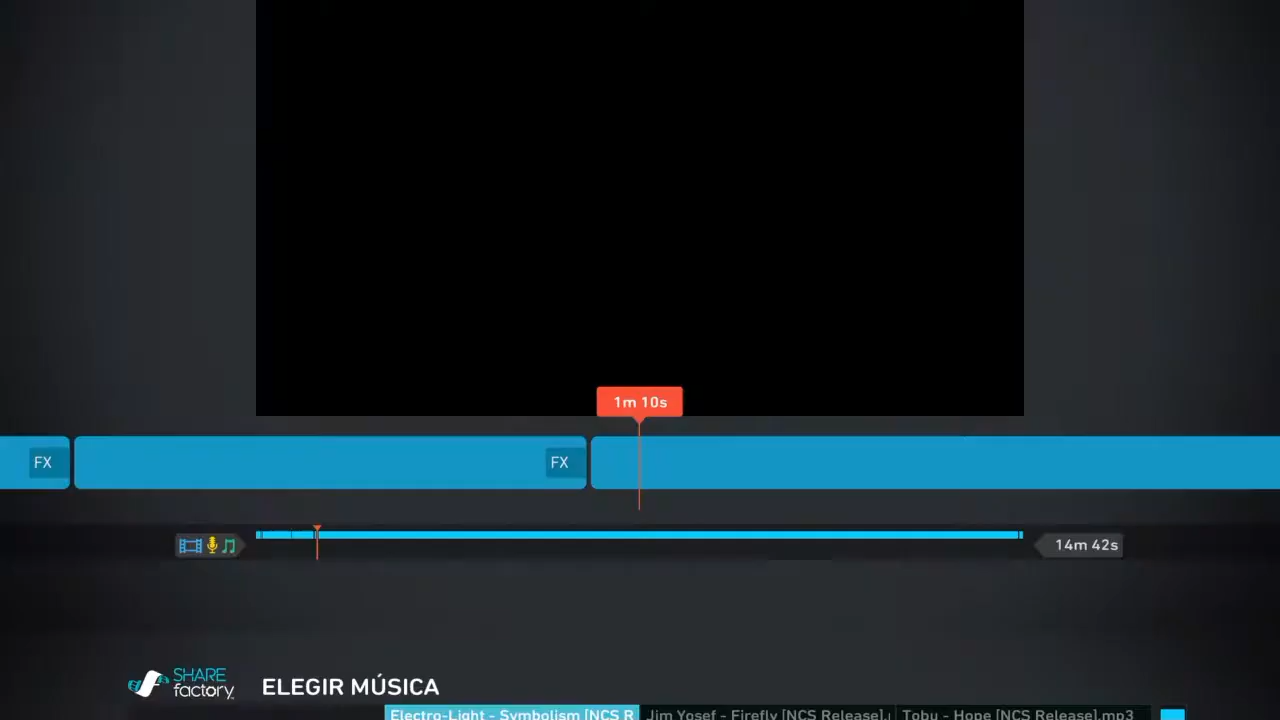 1m 10s
FX
FX
14m 42s
SHARE
factory
ELEGIR MÚSICA
Electro-Light - Symbolism [NCS R
Jim Yosef - Firefly [NCS Release].
Tobu - Hope [NCS Release].mp3